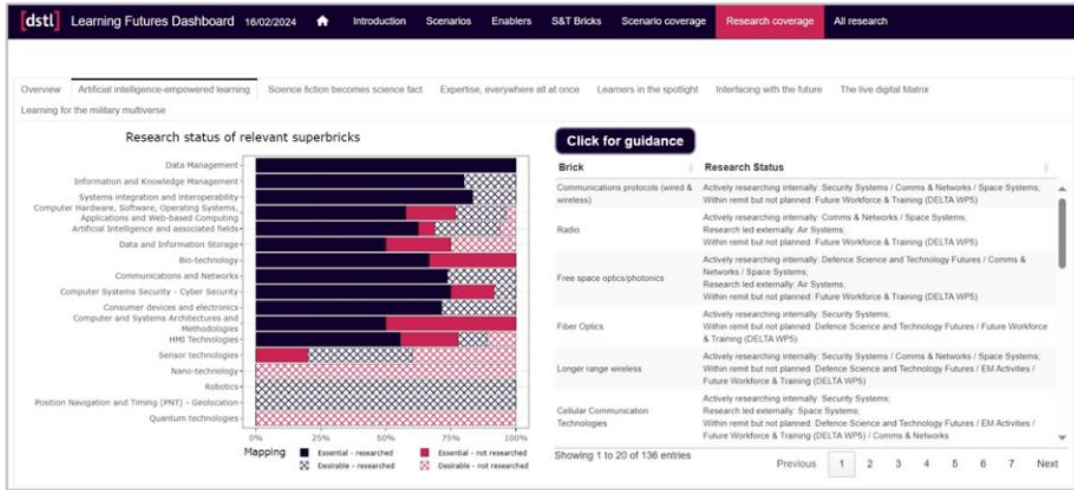 [dstl] Learning Futures Dashboard 16/02/2024 Introduction Scenarios Enablers S&T Bricks Scenario coverage Research coverage All research
Overview Artificial intelligence-empowered learning Science fiction becomes science fact Expertise, everywhere all at once Learners in the spotlight Interfacing with the future The live digital Matrix
Learning for the military multiverse
Research status of relevant superbricks
Data Management
Information and Knowledge Management
Systems integration and interoperability
Computer Hardware, Software, Operating Systems,
Applications and Web-based Computing
Artificial Intelligence and associated fields
Data and Information Storage
Bio-technology
Communications and Networks
Computer Systems Security - Cyber Security
Consumer devices and electronics
Computer and Systems Architectures and
Methodologies
HMI Technologies
Sensor technologies
Nano-technology
Robotics
Position Navigation and Timing (PNT) - Geolocation
Quantum technologies
0% 25% 50% 75% 100%
Mapping
Essential - researched Essential - not researched
Desirable - researched Desirable - not researched
Click for guidance
Brick Research Status
Communications protocols (wired &
wireless)
Actively researching internally: Security Systems / Comms & Networks / Space Systems;
Within remit but not planned: Future Workforce & Training (DELTA WP5)
Radio
Actively researching internally: Comms & Networks / Space Systems;
Research led externally: Air Systems;
Within remit but not planned: Future Workforce & Training (DELTA WP5)
Free space optics/photonics
Actively researching internally: Defence Science and Technology Futures / Comms &
Networks / Space Systems;
Research led externally: Air Systems;
Within remit but not planned: Future Workforce & Training (DELTA WP5)
Fiber Optics
Actively researching internally: Security Systems;
Within remit but not planned: Defence Science and Technology Futures / Future Workforce
& Training (DELTA WP5)
Longer range wireless
Actively researching internally: Security Systems / Comms & Networks / Space Systems;
Within remit but not planned: Defence Science and Technology Futures / EM Activities /
Future Workforce & Training (DELTA WP5)
Cellular Communication
Technologies
Actively researching internally: Security Systems;
Research led externally: Space Systems;
Within remit but not planned: Defence Science and Technology Futures / EM Activities /
Future Workforce & Training (DELTA WP5) / Comms & Networks
Showing 1 to 20 of 136 entries
Previous 1 2 3 4 5 6 7 Next